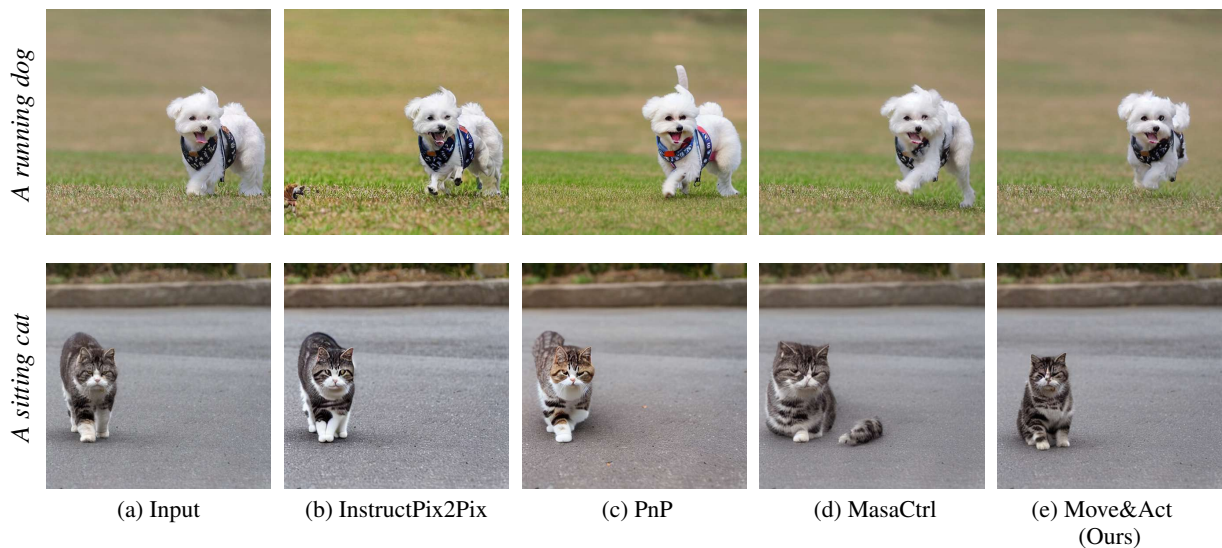 A running dog
A sitting cat
(a) Input
(b) InstructPix2Pix
(c) PnP
(d) MasaCtrl
(e) Move&Act
(Ours)